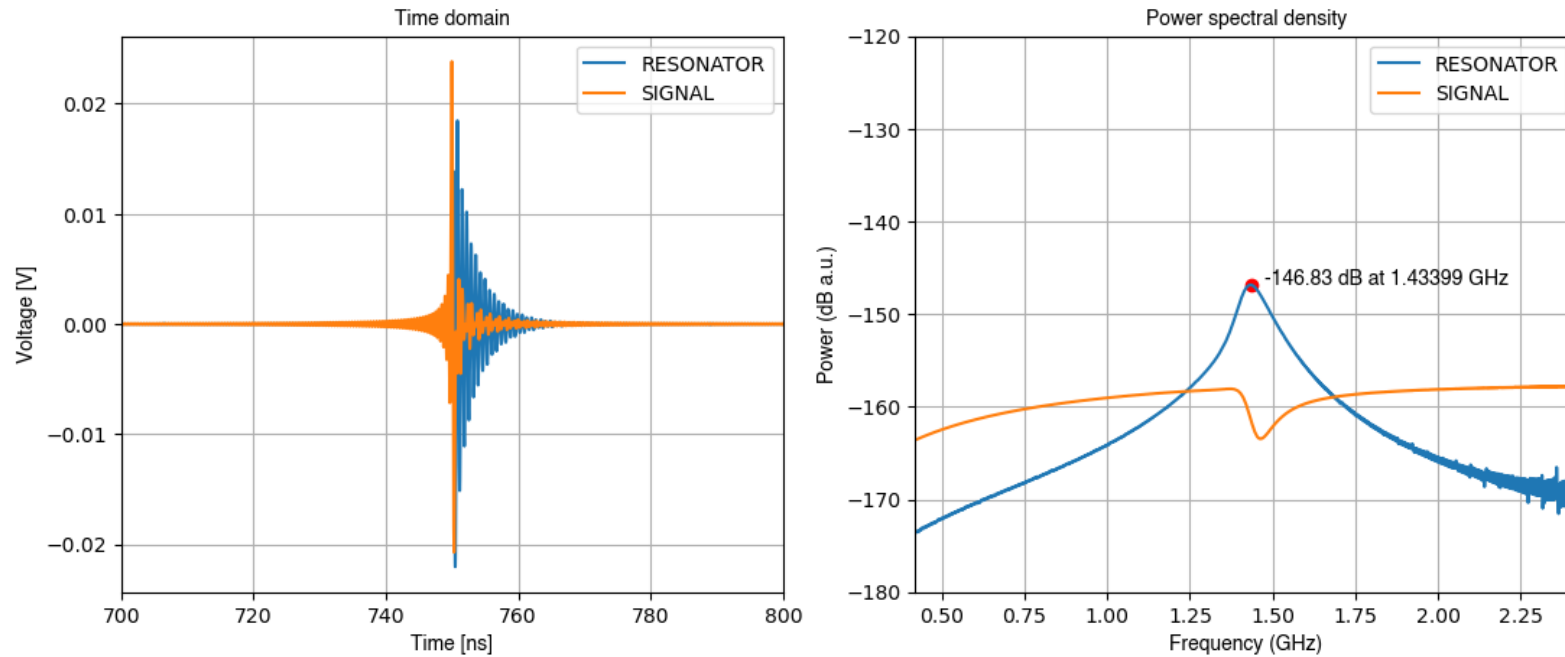 Time domain
RESONATOR
SIGNAL
0.02
0.01
0.00
−0.01
−0.02
Voltage [V]
700
720
740
760
780
800
Time [ns]
Power spectral density
RESONATOR
SIGNAL
-146.83 dB at 1.43399 GHz
−120
−130
−140
−150
−160
−170
−180
Power (dB a.u.)
0.50
0.75
1.00
1.25
1.50
1.75
2.00
2.25
Frequency (GHz)